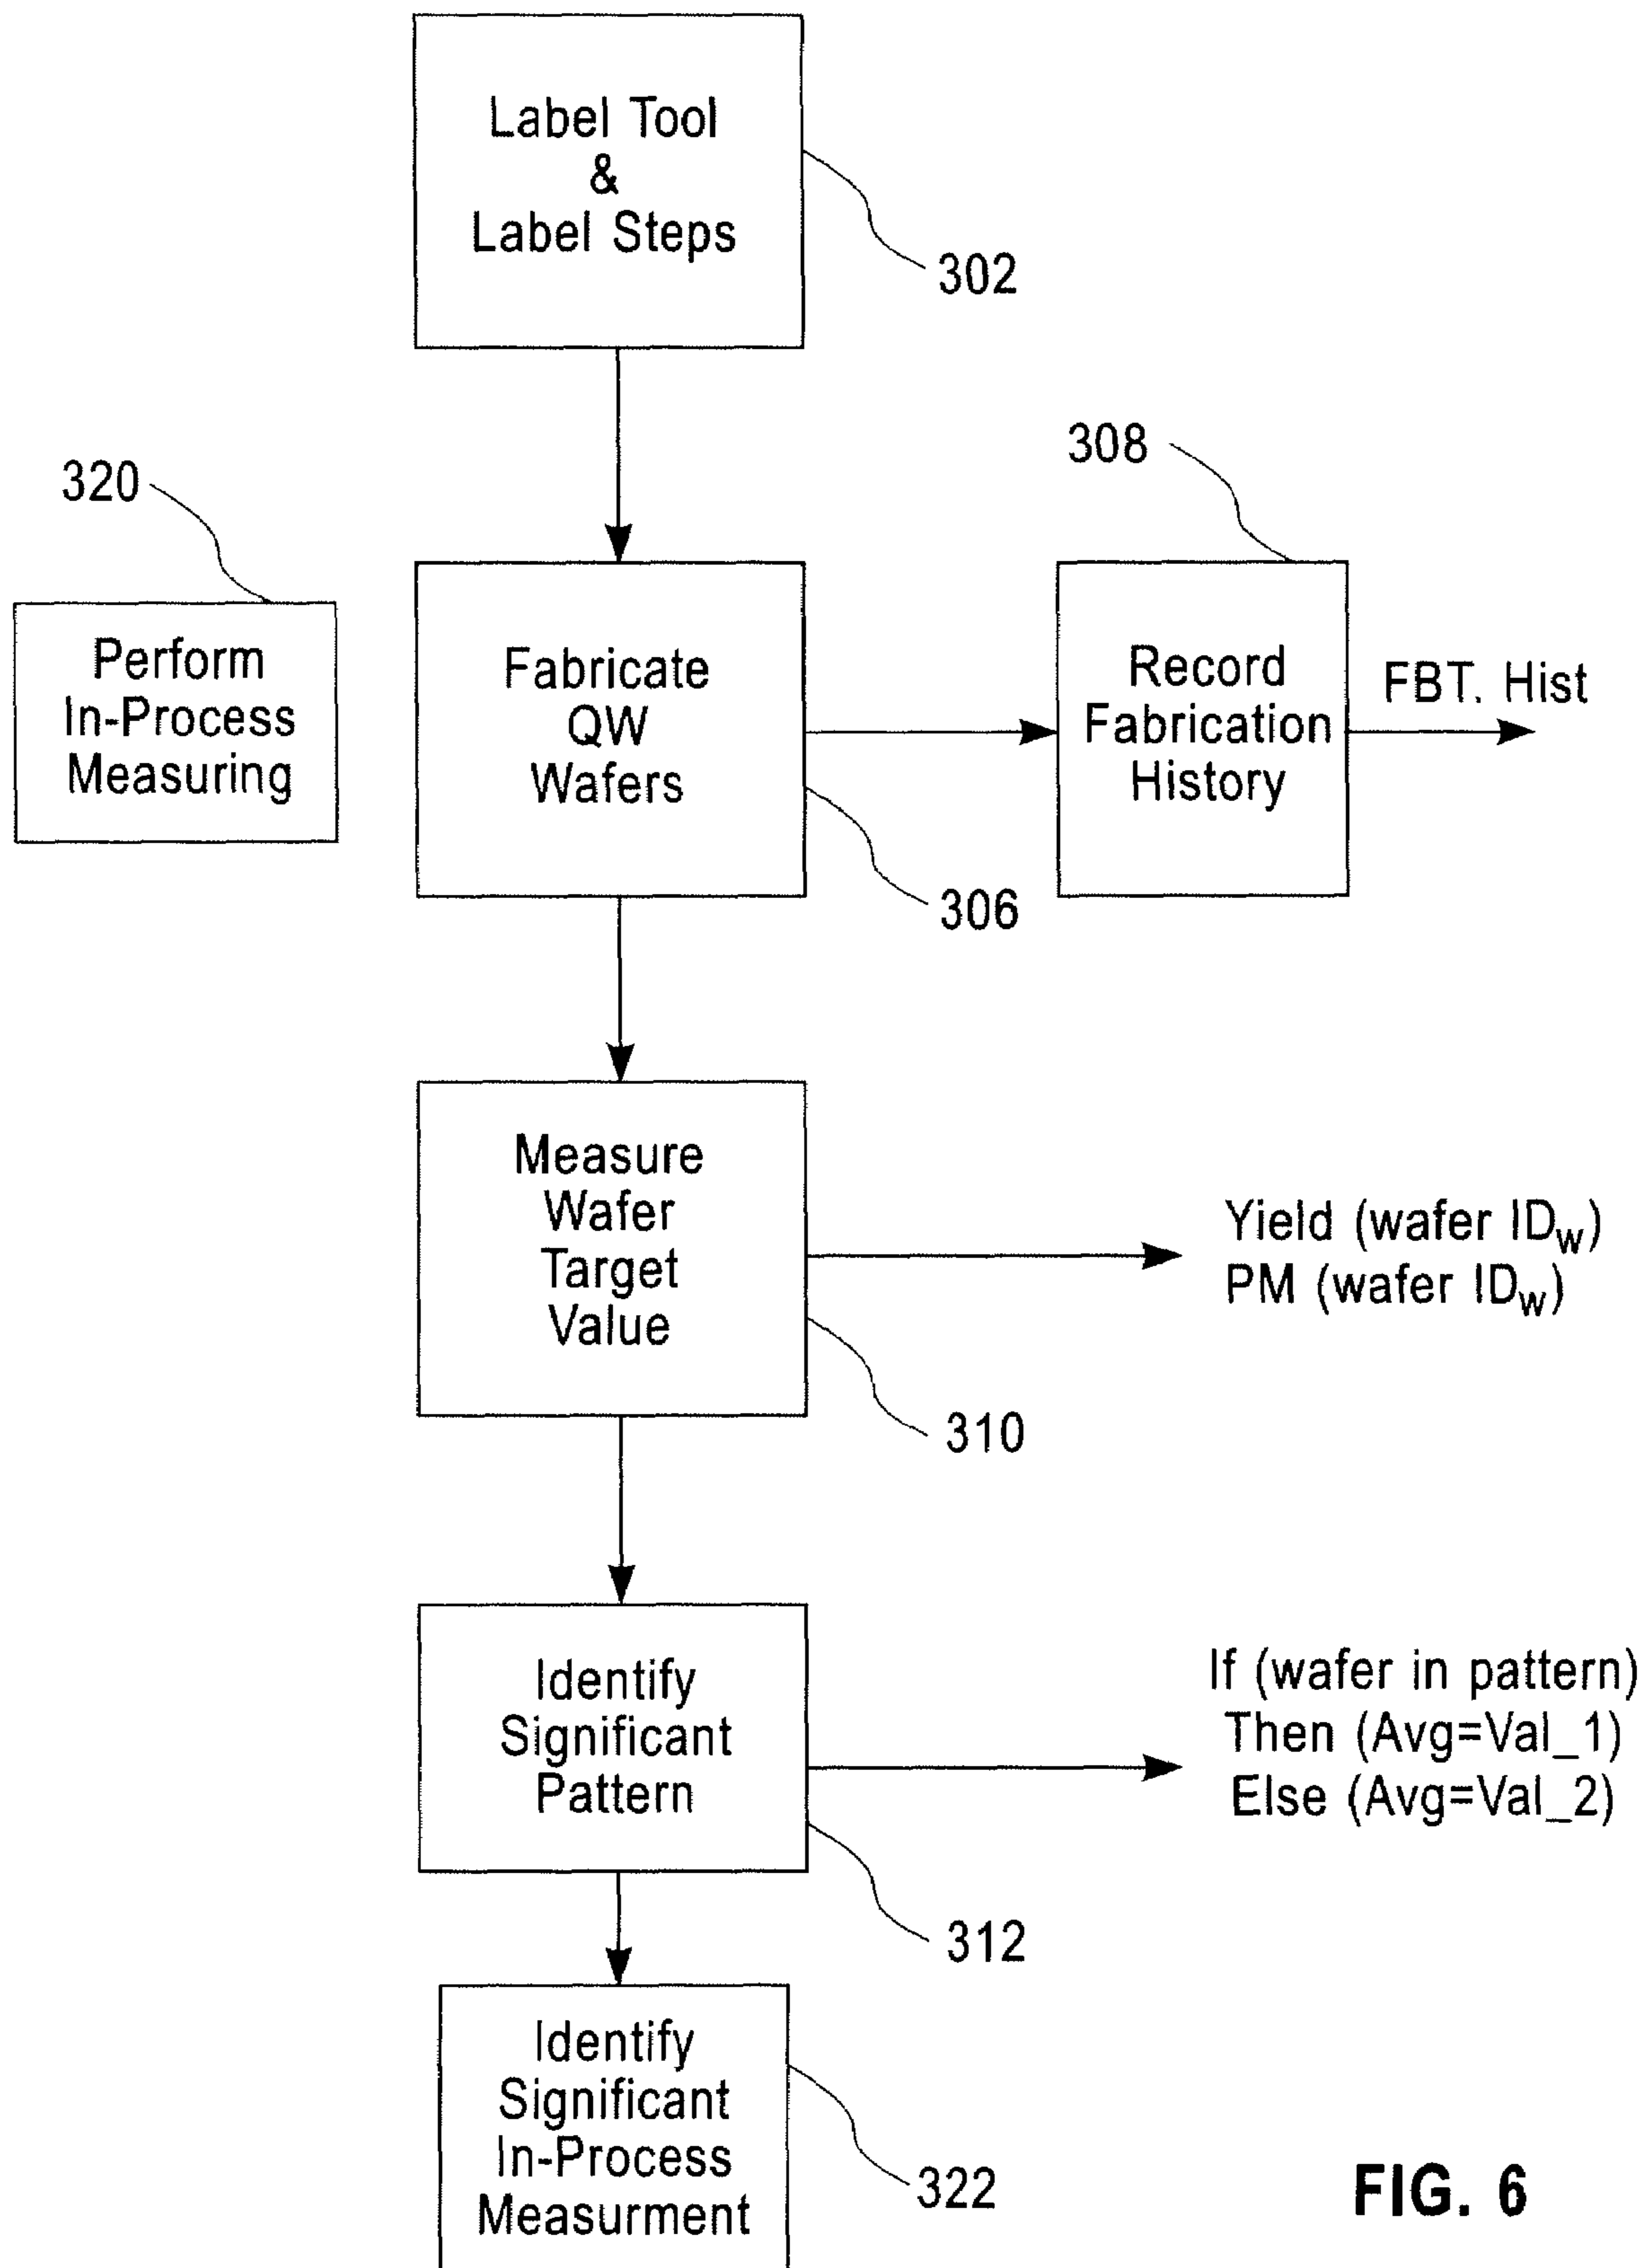 Label Tool
&
Label Steps
302
308
320
Perform
In-Process
Measuring
Fabricate
QW
Wafers
306
Record
Fabrication
History
FBT. Hist
Measure
Wafer
Target
Value
310
Yield (wafer IDw)
PM (wafer IDw)
Identify
Significant
Pattern
312
If (wafer in pattern)
Then (Avg=Val_1)
Else (Avg=Val_2)
Identify
Significant
In-Process
Measurment
322
FIG. 6